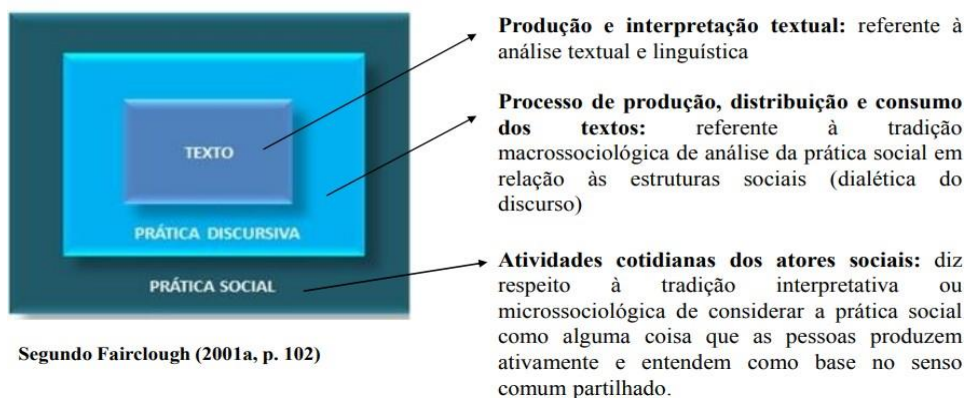 TEXTO
PRÁTICA DISCURSIVA
PRÁTICA SOCIAL
Segundo Fairclough (2001a, p. 102)
Produção e interpretação textual: referente à
análise textual e linguística
Processo de produção, distribuição e consumo
dos textos: referente à tradição
macrossociológica de análise da prática social em
relação às estruturas sociais (dialética do
discurso)
Atividades cotidianas dos atores sociais: diz
respeito à tradição interpretativa ou
microssociológica de considerar a prática social
como alguma coisa que as pessoas produzem
ativamente e entendem como base no senso
comum partilhado.